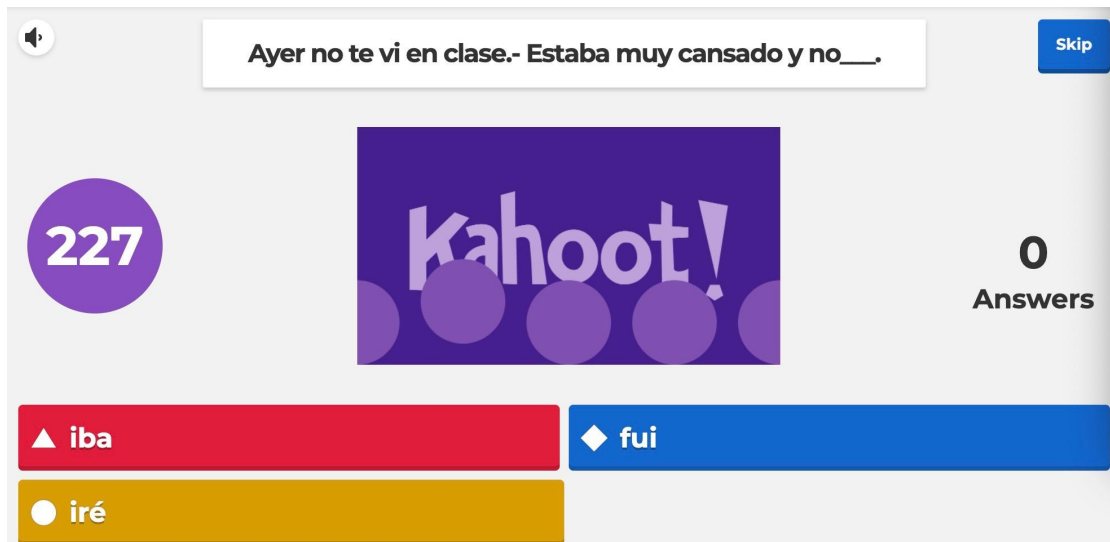 Ayer no te vi en clase.- Estaba muy cansado y no___.
Skip
227
Kahoot!
0
Answers
iba
fui
iré